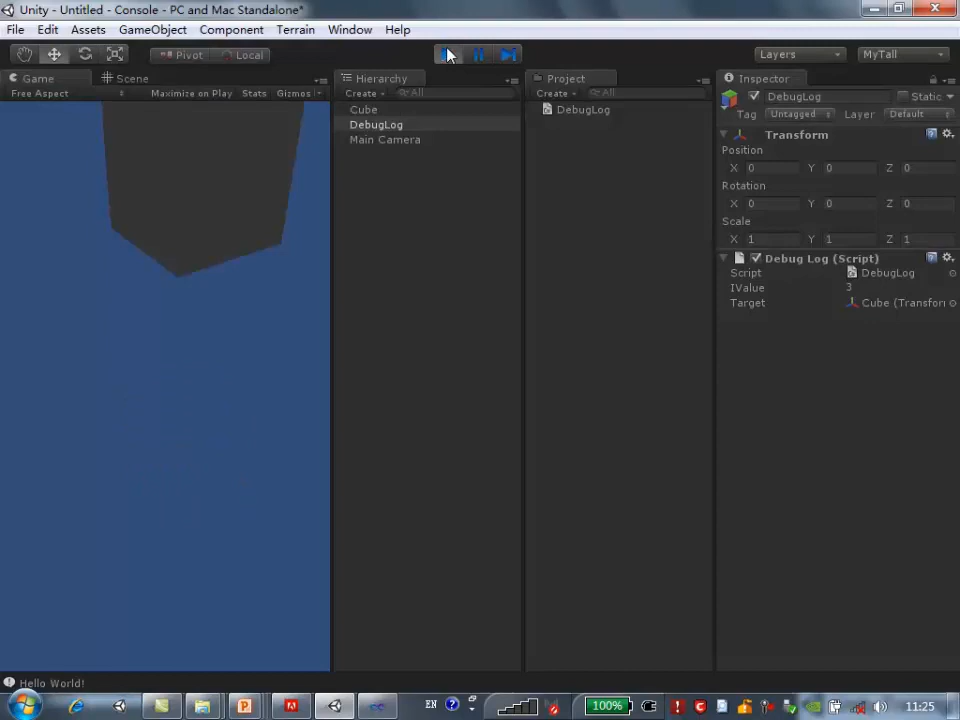 Unity - Untitled - Console - PC and Mac Standalone*
File Edit Assets GameObject Component Terrain Window Help
Pivot Local Layers MyTall
Game Scene Hierarchy Project Inspector
Free Aspect Maximize on Play Stats Gizmos Create All Create All DebugLog Static
Cube DebugLog Tag Untagged Layer Default
DebugLog
Main Camera Transform
Position
X 0 Y 0 Z 0
Rotation
X 0 Y 0 Z 0
Scale
X 1 Y 1 Z 1
Debug Log (Script)
Script DebugLog
IValue 3
Target Cube (Transforn
Hello World!
EN 100% 11:25